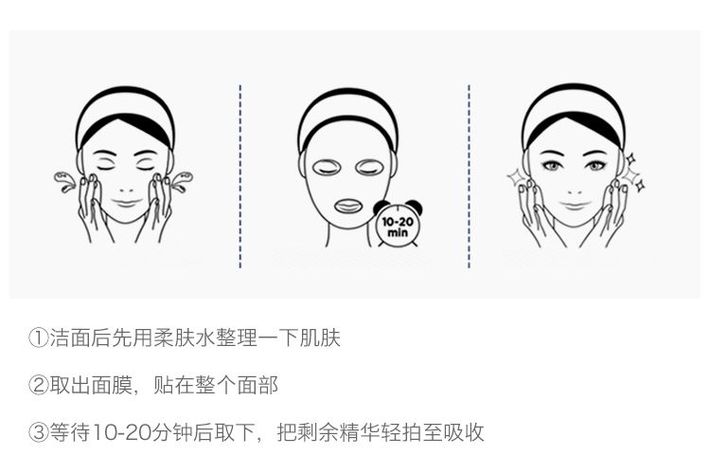 10-20
min
①洁面后先用柔肤水整理一下肌肤
②取出面膜，贴在整个面部
③等待10-20分钟后取下，把剩余精华轻拍至吸收